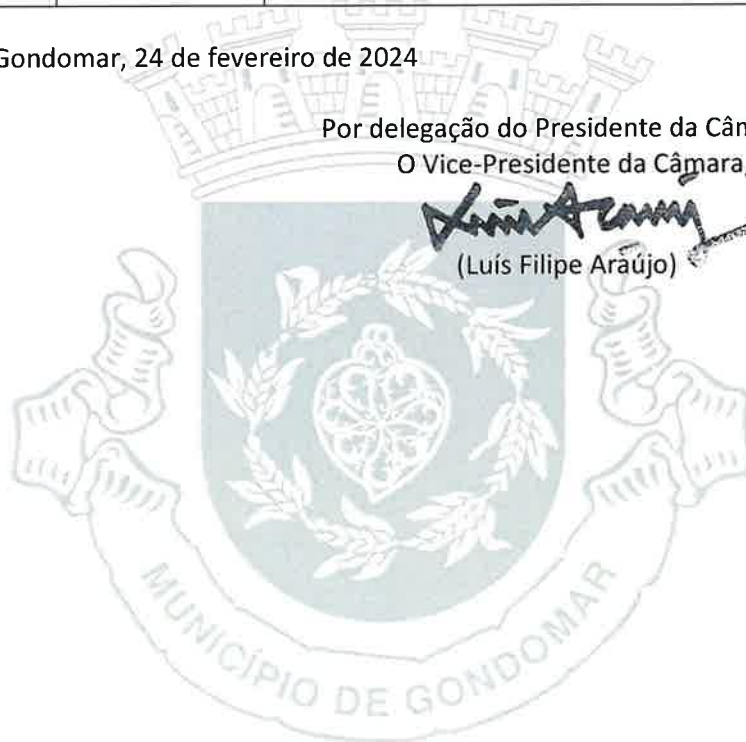 Gondomar, 24 de fevereiro de 2024
Por delegação do Presidente da Câm
O Vice-Presidente da Câmara,
(Luís Filipe Araújo)
MUNICÍPIO DE GONDOMAR